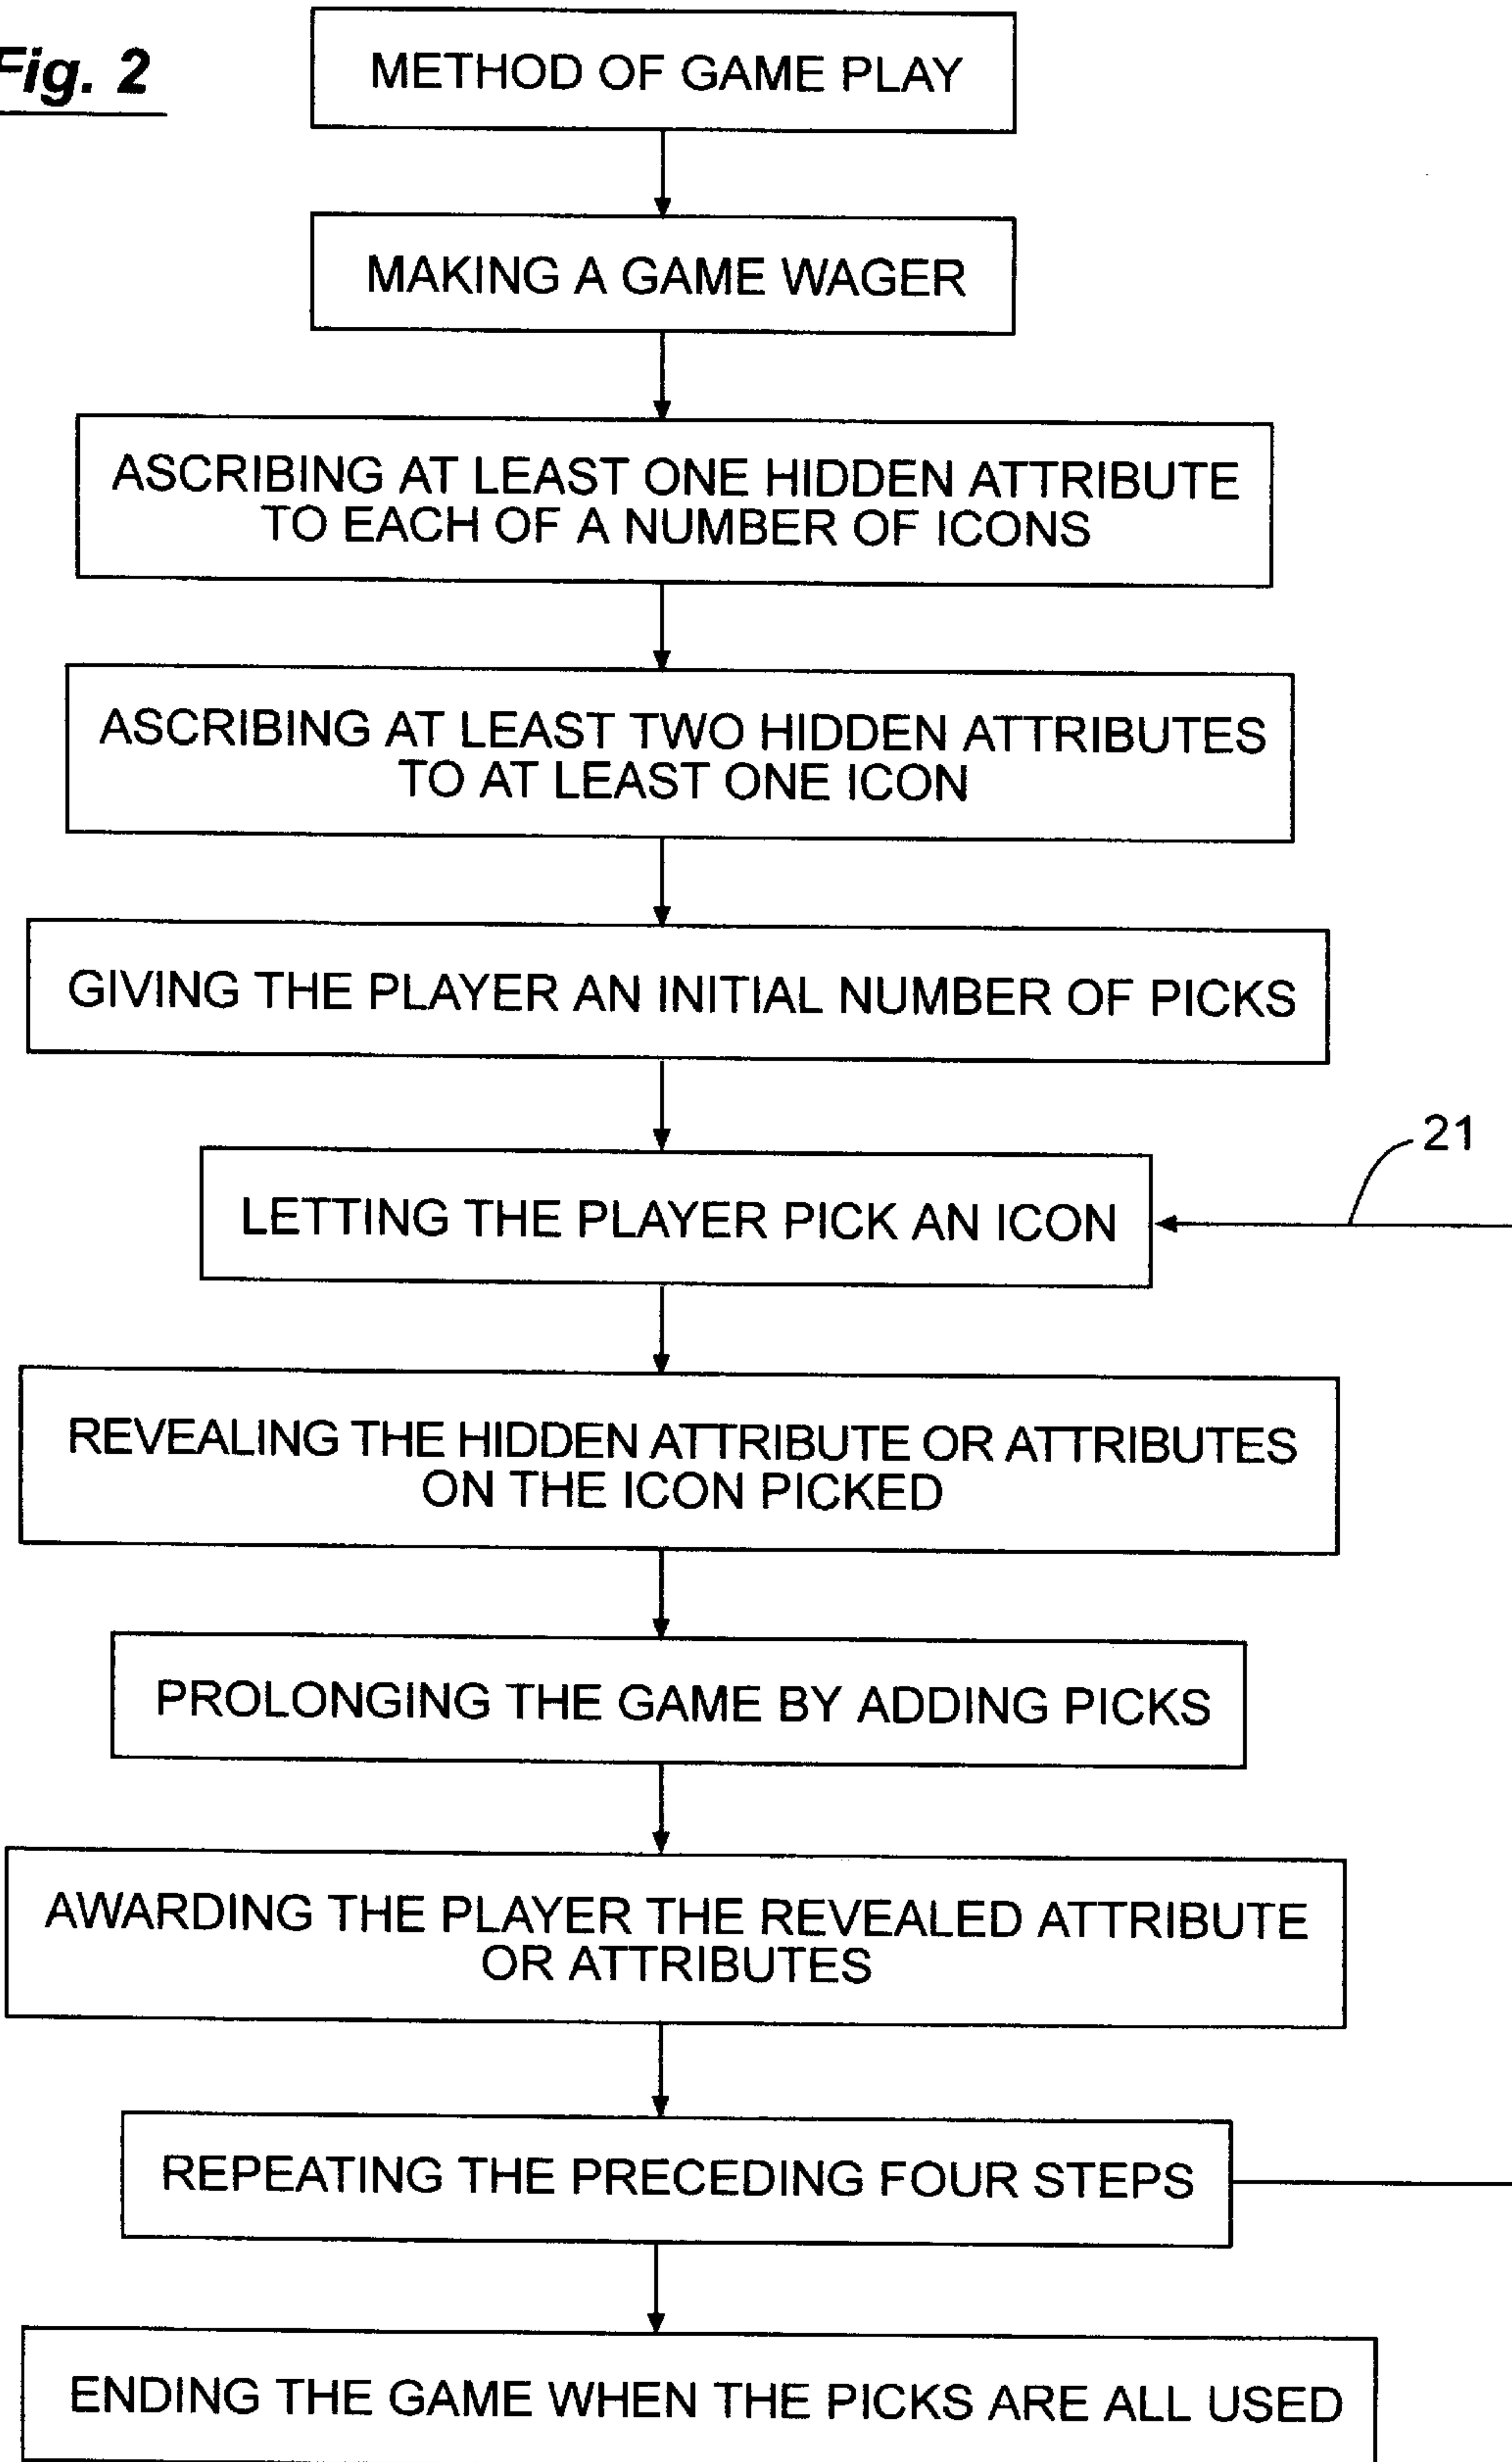 Fig. 2
METHOD OF GAME PLAY
MAKING A GAME WAGER
ASCRIBING AT LEAST ONE HIDDEN ATTRIBUTE
TO EACH OF A NUMBER OF ICONS
ASCRIBING AT LEAST TWO HIDDEN ATTRIBUTES
TO AT LEAST ONE ICON
GIVING THE PLAYER AN INITIAL NUMBER OF PICKS
21
LETTING THE PLAYER PICK AN ICON
REVEALING THE HIDDEN ATTRIBUTE OR ATTRIBUTES
ON THE ICON PICKED
PROLONGING THE GAME BY ADDING PICKS
AWARDING THE PLAYER THE REVEALED ATTRIBUTE
OR ATTRIBUTES
REPEATING THE PRECEDING FOUR STEPS
ENDING THE GAME WHEN THE PICKS ARE ALL USED